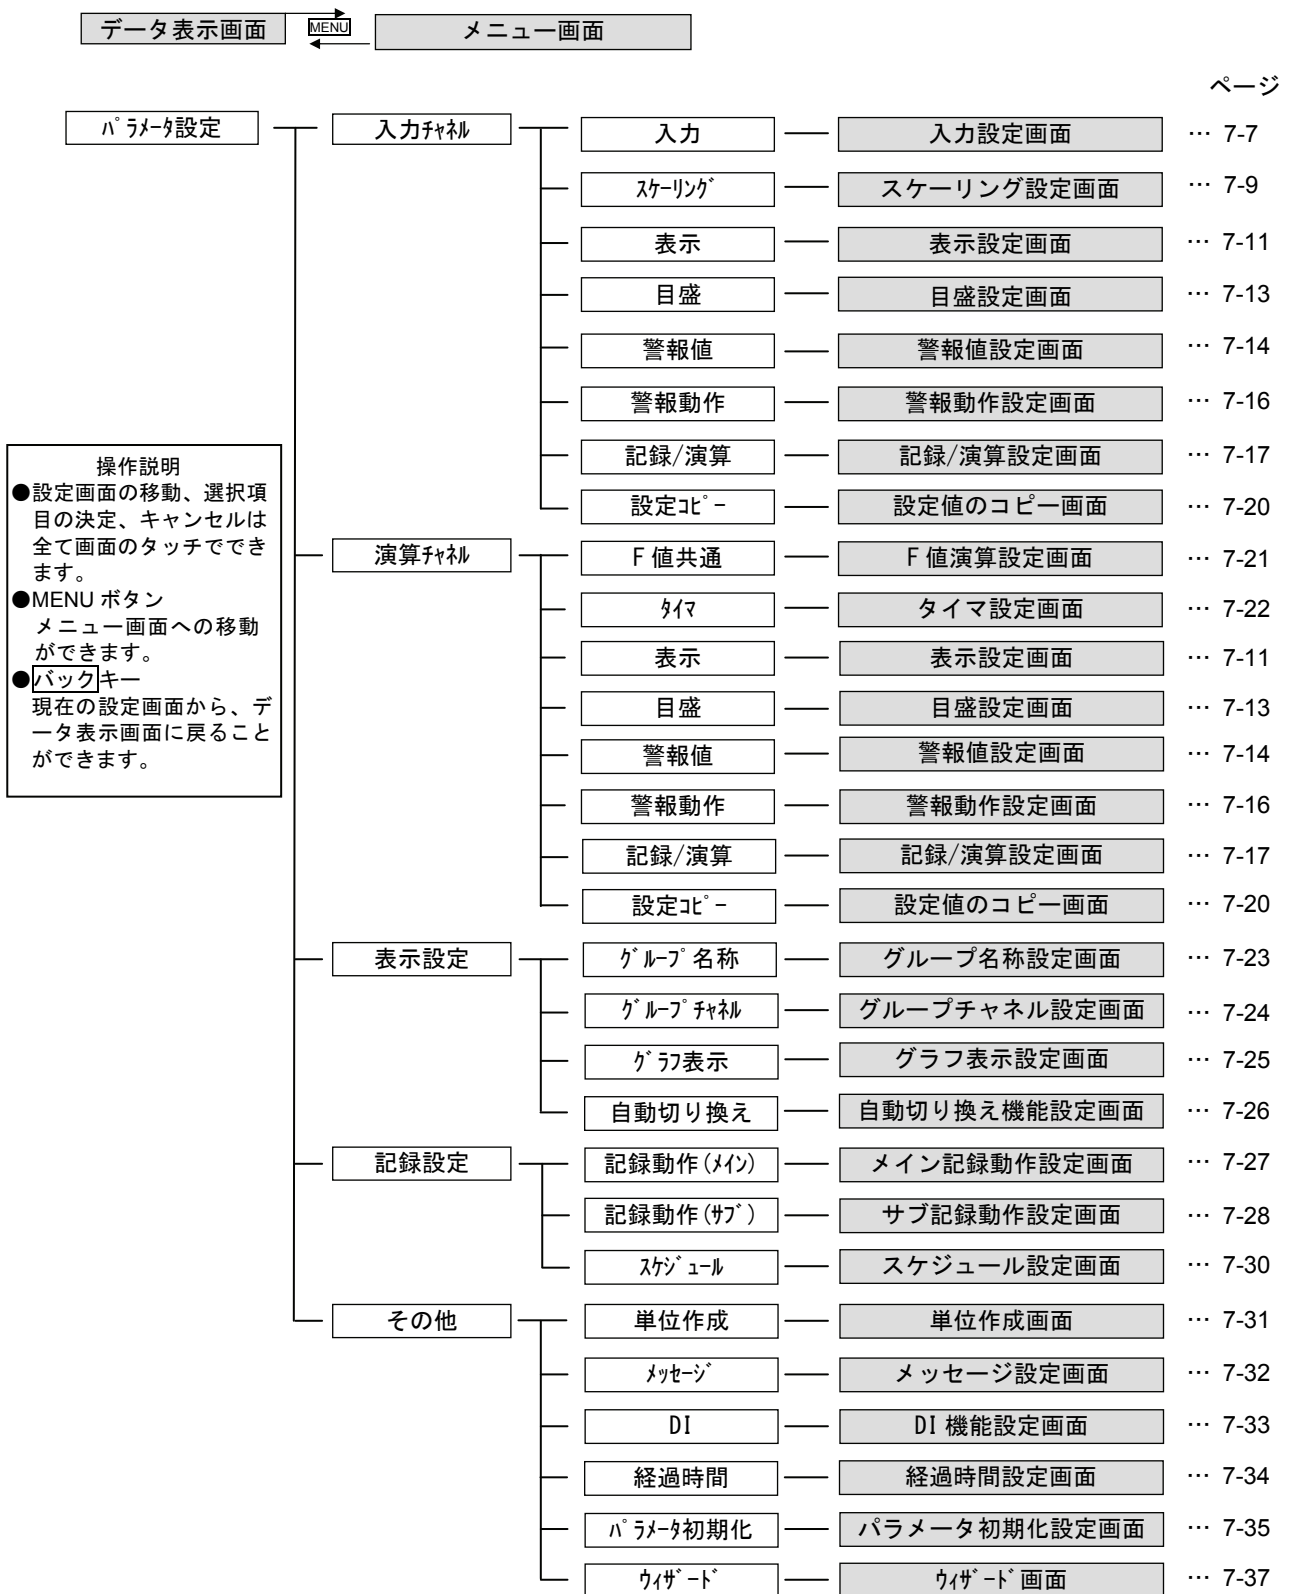 データ表示画面 MENU メニュー画面
ページ
ﾊﾟﾗﾒｰﾀ設定 入力ﾁｬﾈﾙ 入力 入力設定画面 … 7-7
ｽｹｰﾘﾝｸﾞ スケーリング設定画面 … 7-9
表示 表示設定画面 … 7-11
目盛 目盛設定画面 … 7-13
警報値 警報値設定画面 … 7-14
警報動作 警報動作設定画面 … 7-16
記録/演算 記録/演算設定画面 … 7-17
設定ｺﾋﾟｰ 設定値のコピー画面 … 7-20
操作説明
●設定画面の移動、選択項
目の決定、キャンセルは
全て画面のタッチででき
ます。
●MENU ボタン
メニュー画面への移動
ができます。
●バックキー
現在の設定画面から、デ
ータ表示画面に戻ること
ができます。
演算ﾁｬﾈﾙ F 値共通 F 値演算設定画面 … 7-21
ﾀｲﾏ タイマ設定画面 … 7-22
表示 表示設定画面 … 7-11
目盛 目盛設定画面 … 7-13
警報値 警報値設定画面 … 7-14
警報動作 警報動作設定画面 … 7-16
記録/演算 記録/演算設定画面 … 7-17
設定ｺﾋﾟｰ 設定値のコピー画面 … 7-20
表示設定 ｸﾞﾙｰﾌﾟ名称 グループ名称設定画面 … 7-23
ｸﾞﾙｰﾌﾟﾁｬﾈﾙ グループチャネル設定画面 … 7-24
ｸﾞﾗﾌ表示 グラフ表示設定画面 … 7-25
自動切り換え 自動切り換え機能設定画面 … 7-26
記録設定 記録動作(ﾒｲﾝ) メイン記録動作設定画面 … 7-27
記録動作(ｻﾌﾞ) サブ記録動作設定画面 … 7-28
ｽｹｼﾞｭｰﾙ スケジュール設定画面 … 7-30
その他 単位作成 単位作成画面 … 7-31
ﾒｯｾｰｼﾞ メッセージ設定画面 … 7-32
DI DI 機能設定画面 … 7-33
経過時間 経過時間設定画面 … 7-34
ﾊﾟﾗﾒｰﾀ初期化 パラメータ初期化設定画面 … 7-35
ｳｨｻﾞｰﾄﾞ ｳｨｻﾞｰﾄﾞ画面 … 7-37